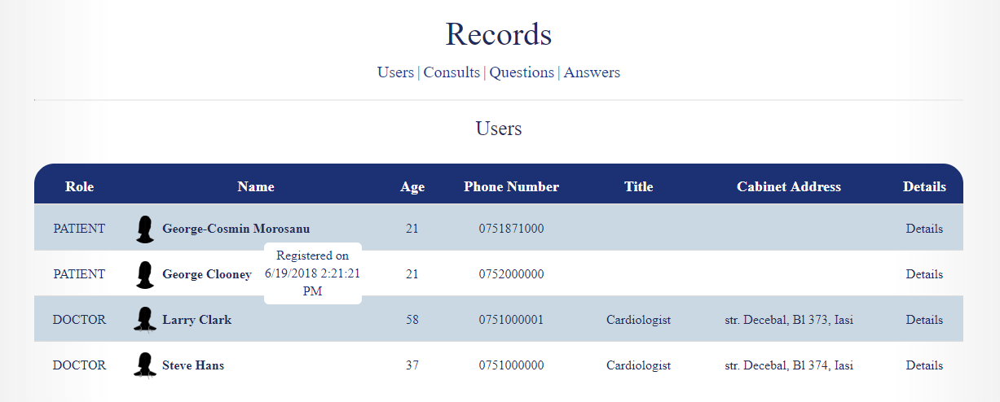 Records
Users | Consults | Questions | Answers
Users
Role Name Age Phone Number Title Cabinet Address Details
PATIENT George-Cosmin Morosanu 21 0751871000 Details
Registered on
6/19/2018 2:21:21
PM
PATIENT George Clooney 21 0752000000 Details
DOCTOR Larry Clark 58 0751000001 Cardiologist str. Decebal, Bl 373, Iasi Details
DOCTOR Steve Hans 37 0751000000 Cardiologist str. Decebal, Bl 374, Iasi Details